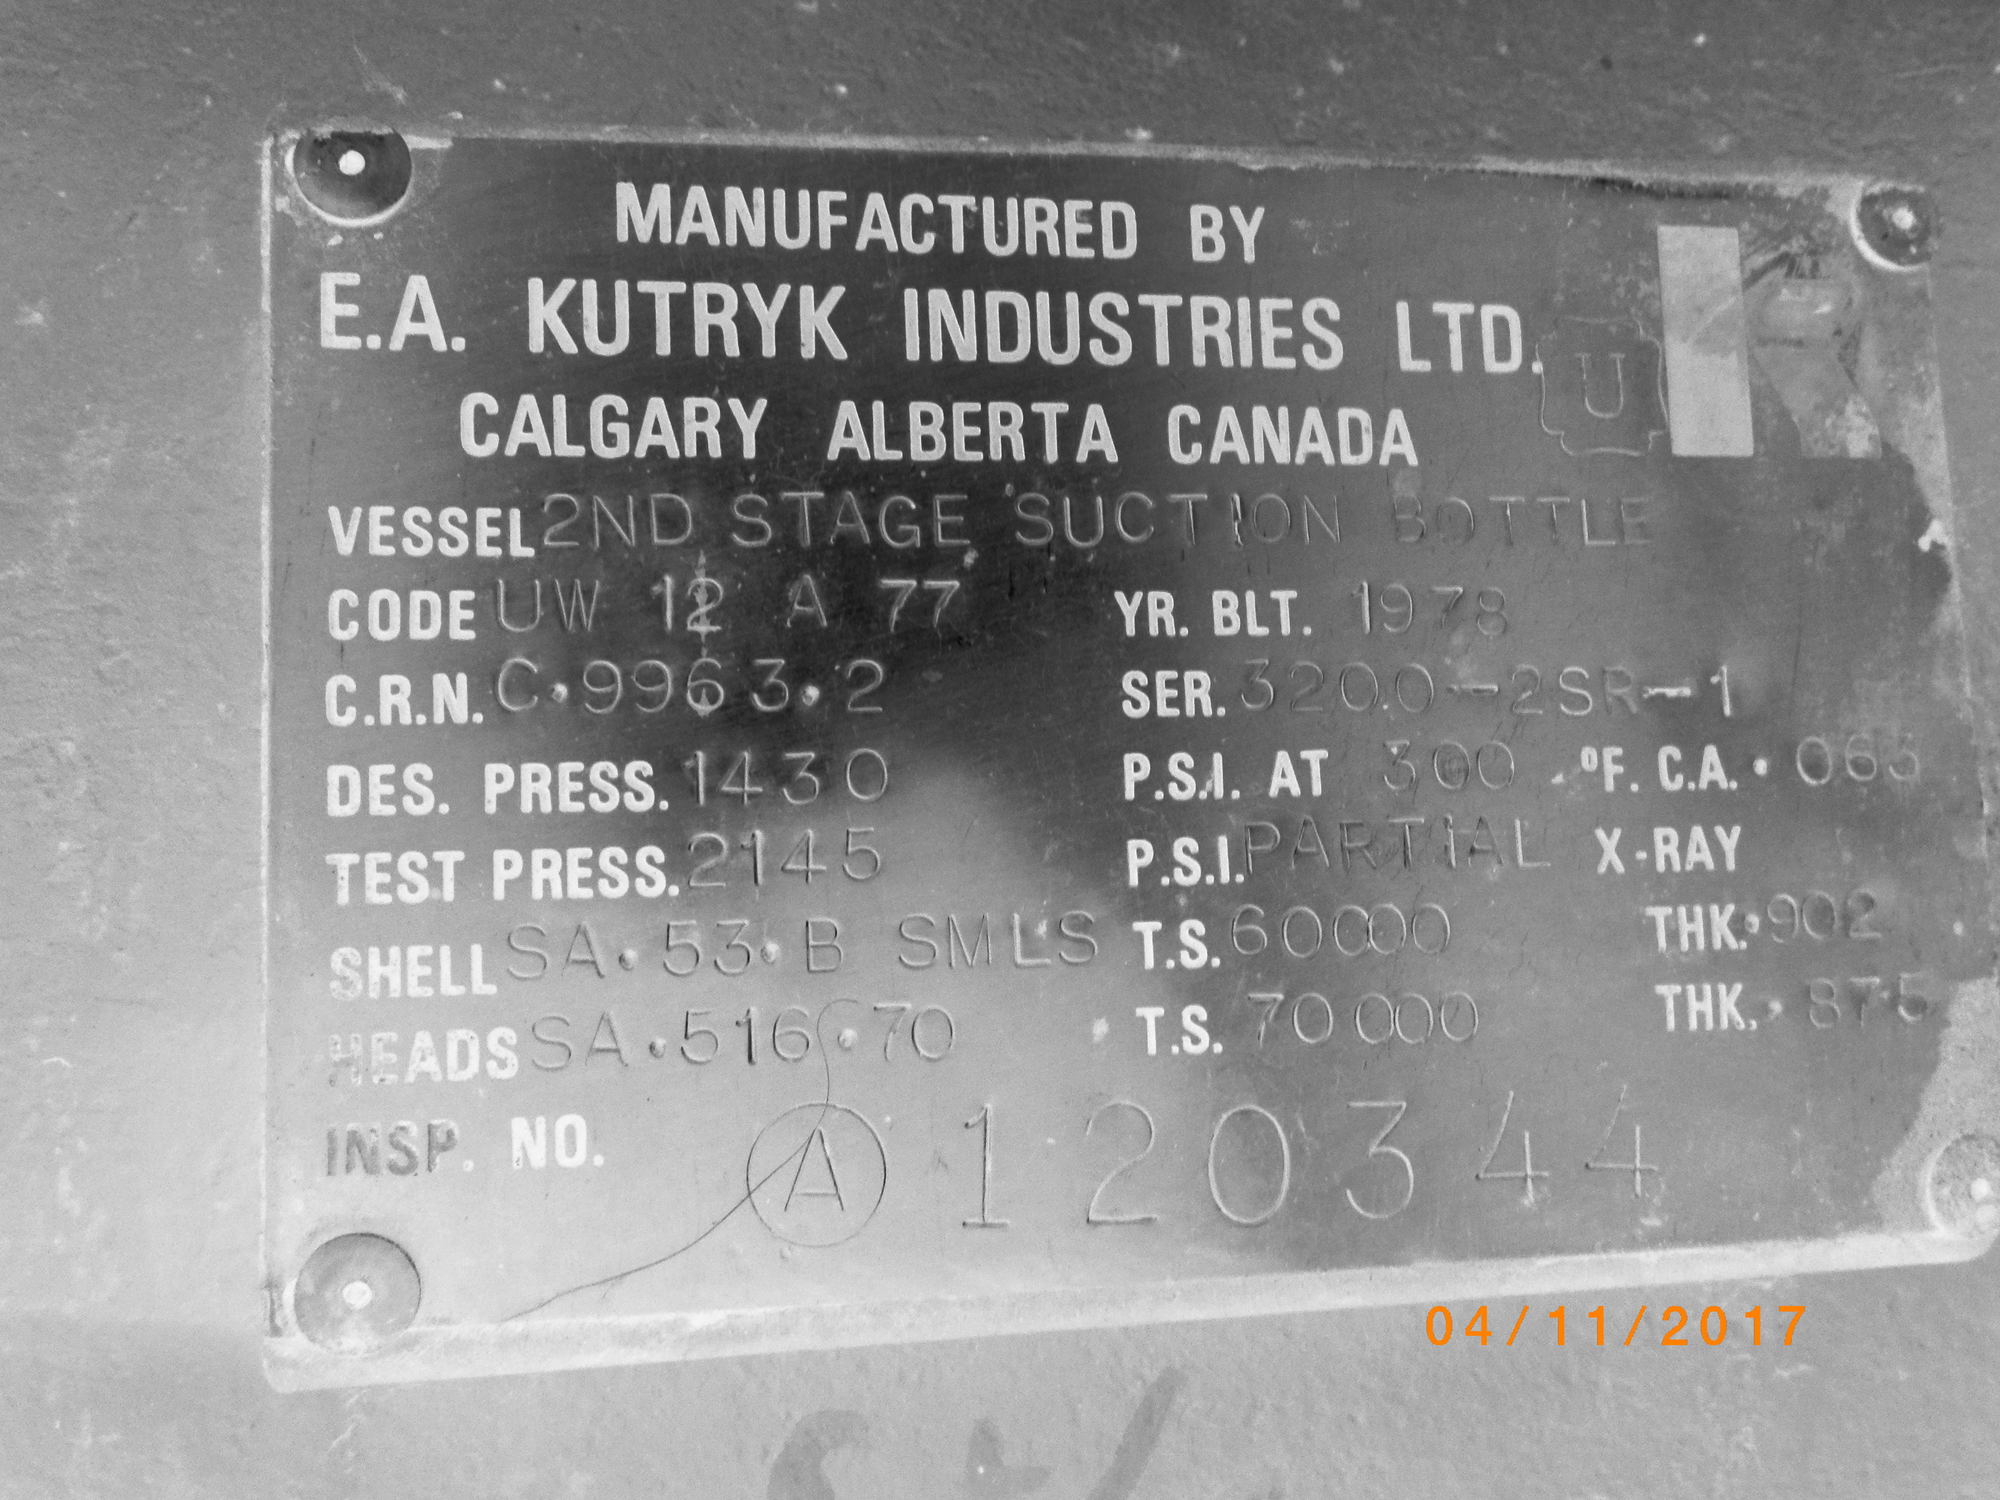 MANUFACTURED BY
E.A. KUTRYK INDUSTRIES LTD.
U
CALGARY ALBERTA CANADA
VESSEL 2ND STAGE SUCTION BOTTLE
CODE UW 12 A 77 YR. BLT. 1978
C.R.N. C.9963.2 SER. 3200-2SR-1
DES. PRESS. 1430 P.S.I. AT 300 ºF. C.A. .063
TEST PRESS. 2145 P.S.I. PARTIAL X-RAY
SHELL SA.53.B SMLS T.S. 60000 THK. .902
HEADS SA.516.70 T.S. 70000 THK. .875
INSP. NO. A 120344
04/11/2017